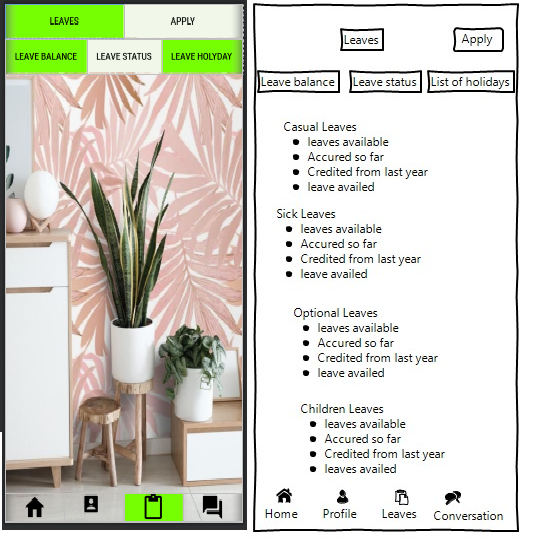 LEAVES APPLY
LEAVE BALANCE LEAVE STATUS LEAVE HOLYDAY
Leaves Apply
Leave balance Leave status List of holidays
Casual Leaves
leaves available
Accured so far
Credited from last year
leave availed
Sick Leaves
leaves available
Accured so far
Credited from last year
leave availed
Optional Leaves
leaves available
Accured so far
Credited from last year
leave availed
Children Leaves
leaves available
Accured so far
Credited from last year
leaves availed
Home Profile Leaves Conversation